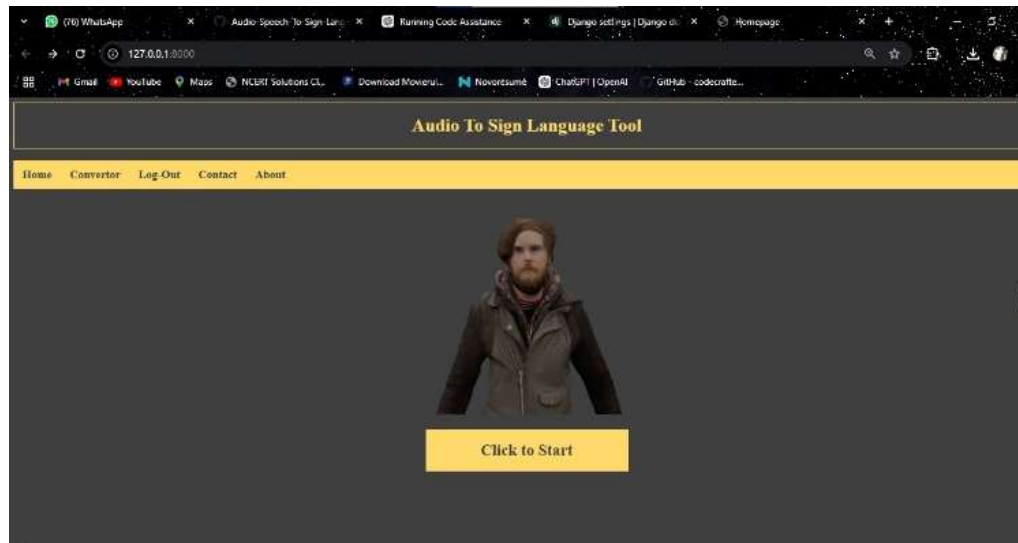 (76) WhatsApp
Audio-Speech-To-Sign-Lang
Running Code Assistance
Django settings | Django do
Homepage
127.0.0.1:8000
Gmail
YouTube
Maps
NCERT Solutions CL...
Download Movierul...
Novorésumé
ChatGPT | OpenAI
GitHub - codecrafte...
Audio To Sign Language Tool
Home Convertor Log-Out Contact About
Click to Start